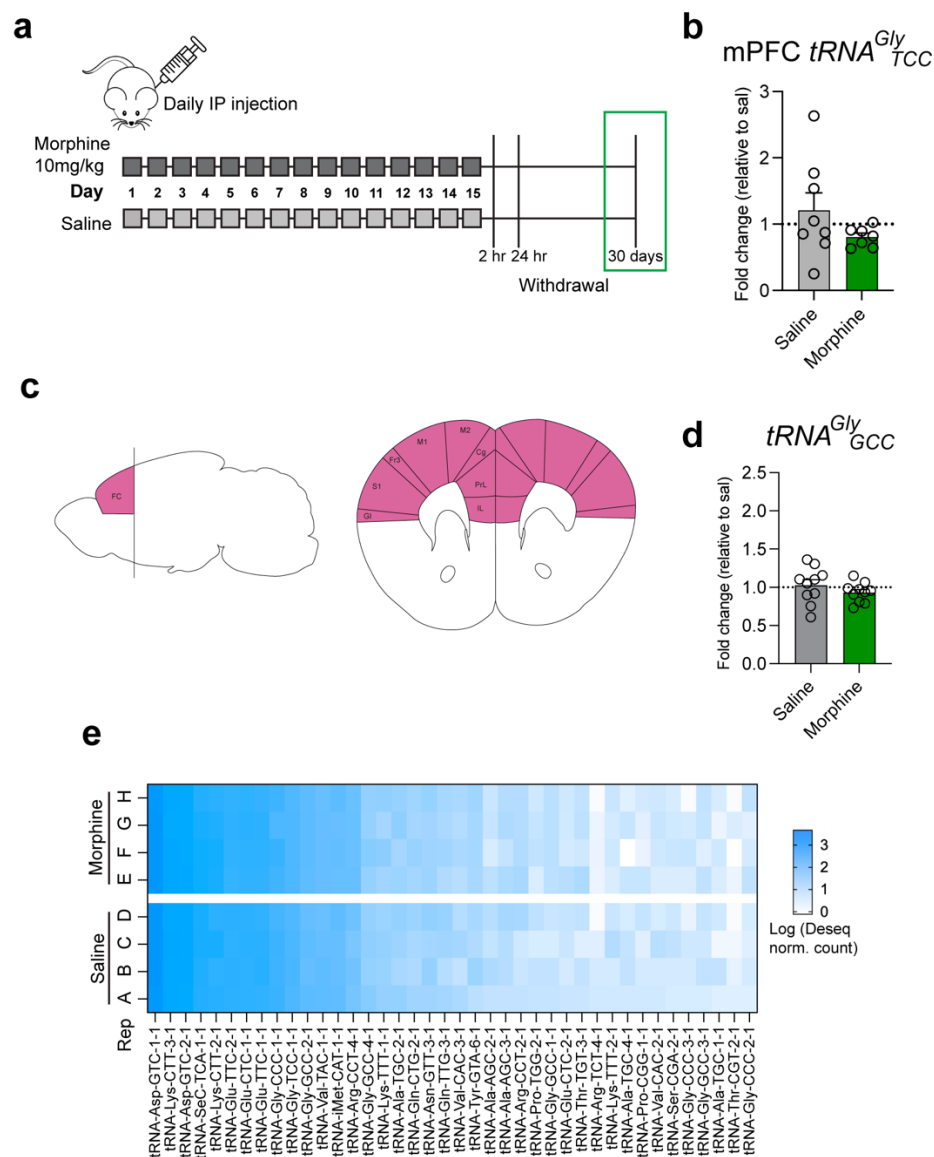 a
Daily IP injection
Morphine
10mg/kg
Day 1 2 3 4 5 6 7 8 9 10 11 12 13 14 15
Saline
2 hr 24 hr 30 days
Withdrawal
b
mPFC tRNA^Gly_TCC
Fold change (relative to sal)
3
2
1
0
Saline
Morphine
c
FC
M2
M1
Fr3
Cg
PrL
S1
IL
GI
d
tRNA^Gly_GCC
Fold change (relative to sal)
2.5
2.0
1.5
1.0
0.5
0.0
Saline
Morphine
e
Morphine
H
G
F
E
Saline
D
C
B
A
Rep
3
2
1
0
Log (Deseq
norm. count)
tRNA-Asp-GTC-1-1
tRNA-Lys-CTT-3-1
tRNA-Asp-GTC-2-1
tRNA-SeC-TCA-1-1
tRNA-Lys-CTT-2-1
tRNA-Glu-TTC-2-1
tRNA-Glu-CTC-1-1
tRNA-Glu-TTC-1-1
tRNA-Gly-CCC-1-1
tRNA-Gly-TCC-1-1
tRNA-Gly-GCC-2-1
tRNA-Val-TAC-1-1
tRNA-iMet-CAT-1-1
tRNA-Arg-CCT-4-1
tRNA-Gly-GCC-4-1
tRNA-Lys-TTT-1-1
tRNA-Ala-TGC-2-1
tRNA-Gln-CTG-2-1
tRNA-Asn-GTT-3-1
tRNA-Gln-TTG-3-1
tRNA-Val-CAC-3-1
tRNA-Tyr-GTA-6-1
tRNA-Ala-AGC-2-1
tRNA-Ala-AGC-3-1
tRNA-Arg-CCT-2-1
tRNA-Pro-TGG-2-1
tRNA-Gly-GCC-1-1
tRNA-Glu-CTC-2-1
tRNA-Thr-TGT-3-1
tRNA-Arg-TCT-4-1
tRNA-Lys-TTT-2-1
tRNA-Ala-TGC-4-1
tRNA-Pro-CGG-1-1
tRNA-Val-CAC-2-1
tRNA-Ser-CGA-2-1
tRNA-Gly-CCC-3-1
tRNA-Gly-GCC-3-1
tRNA-Ala-CGC-1-1
tRNA-Thr-CGT-2-1
tRNA-Gly-CCC-2-1